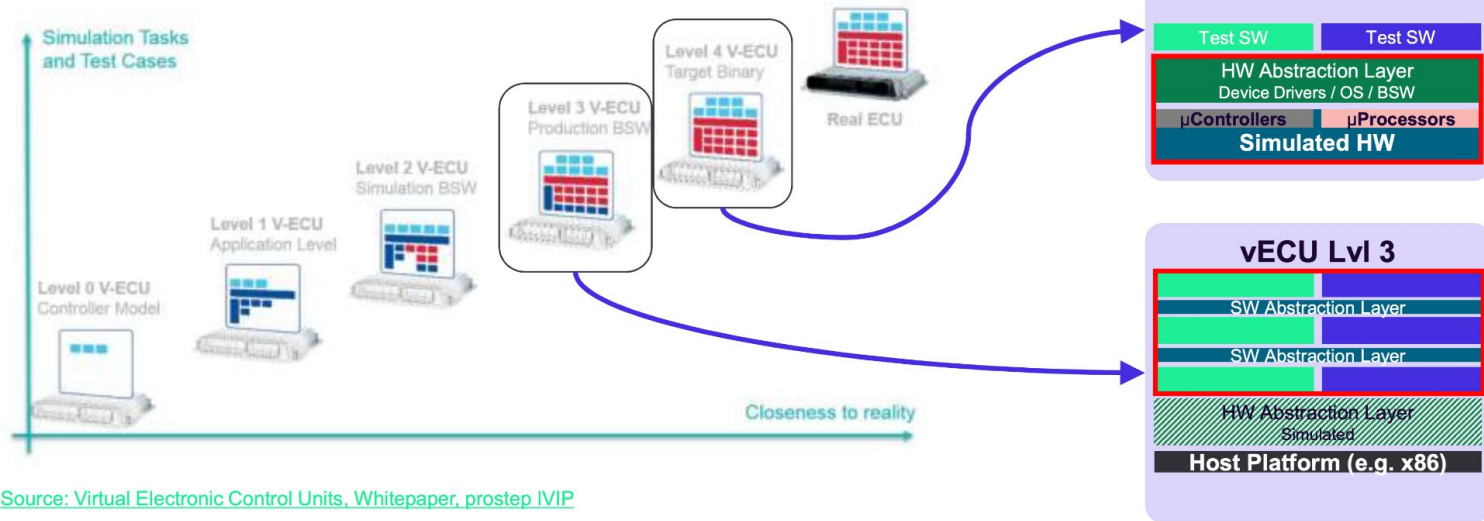 Simulation Tasks
and Test Cases
Level 0 V-ECU
Controller Model
Level 1 V-ECU
Application Level
Level 2 V-ECU
Simulation BSW
Level 3 V-ECU
Production BSW
Level 4 V-ECU
Target Binary
Real ECU
Closeness to reality
Source: Virtual Electronic Control Units, Whitepaper, prostep IVIP
Test SW
Test SW
HW Abstraction Layer
Device Drivers / OS / BSW
µControllers
µProcessors
Simulated HW
vECU Lvl 3
SW Abstraction Layer
SW Abstraction Layer
HW Abstraction Layer
Simulated
Host Platform (e.g. x86)